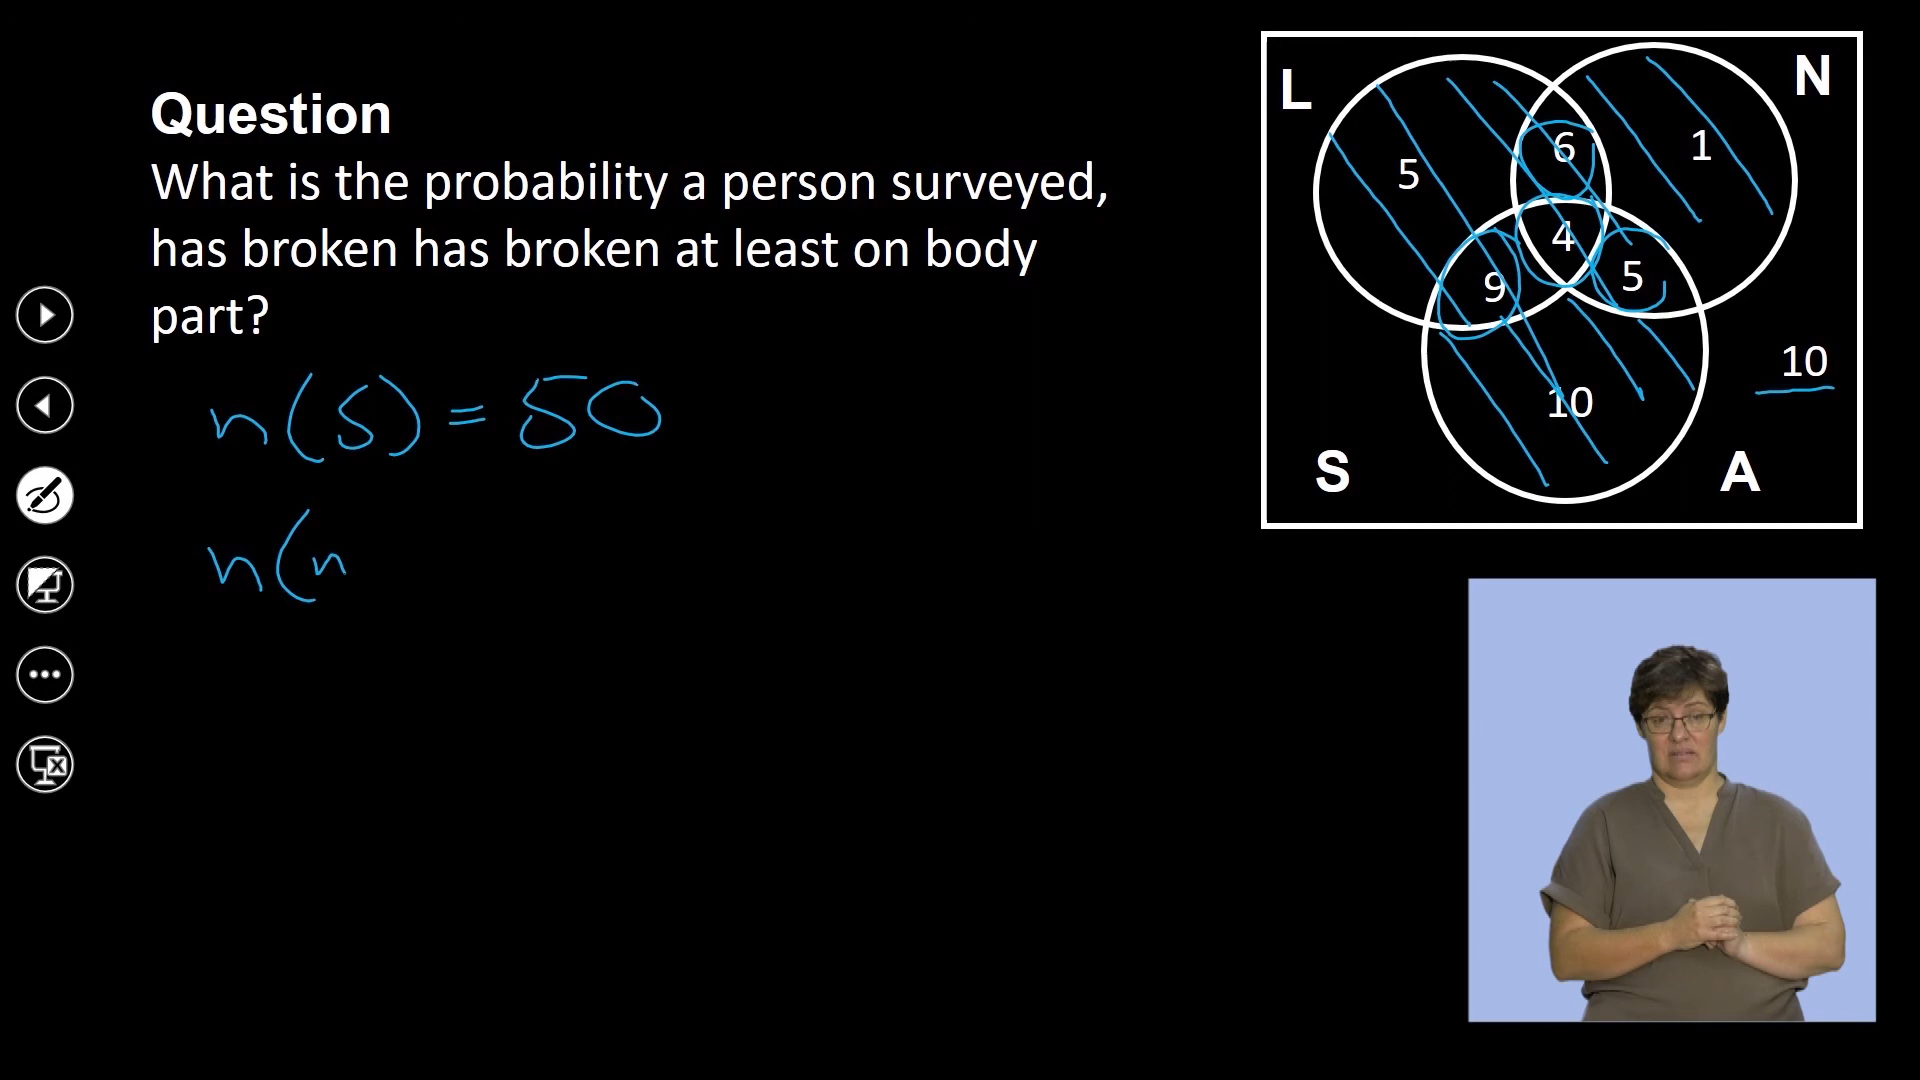 Question
What is the probability a person surveyed,
has broken has broken at least on body
part?
n(S) = 50
n(n
L
N
6
1
5
4
5
9
10
10
S
A